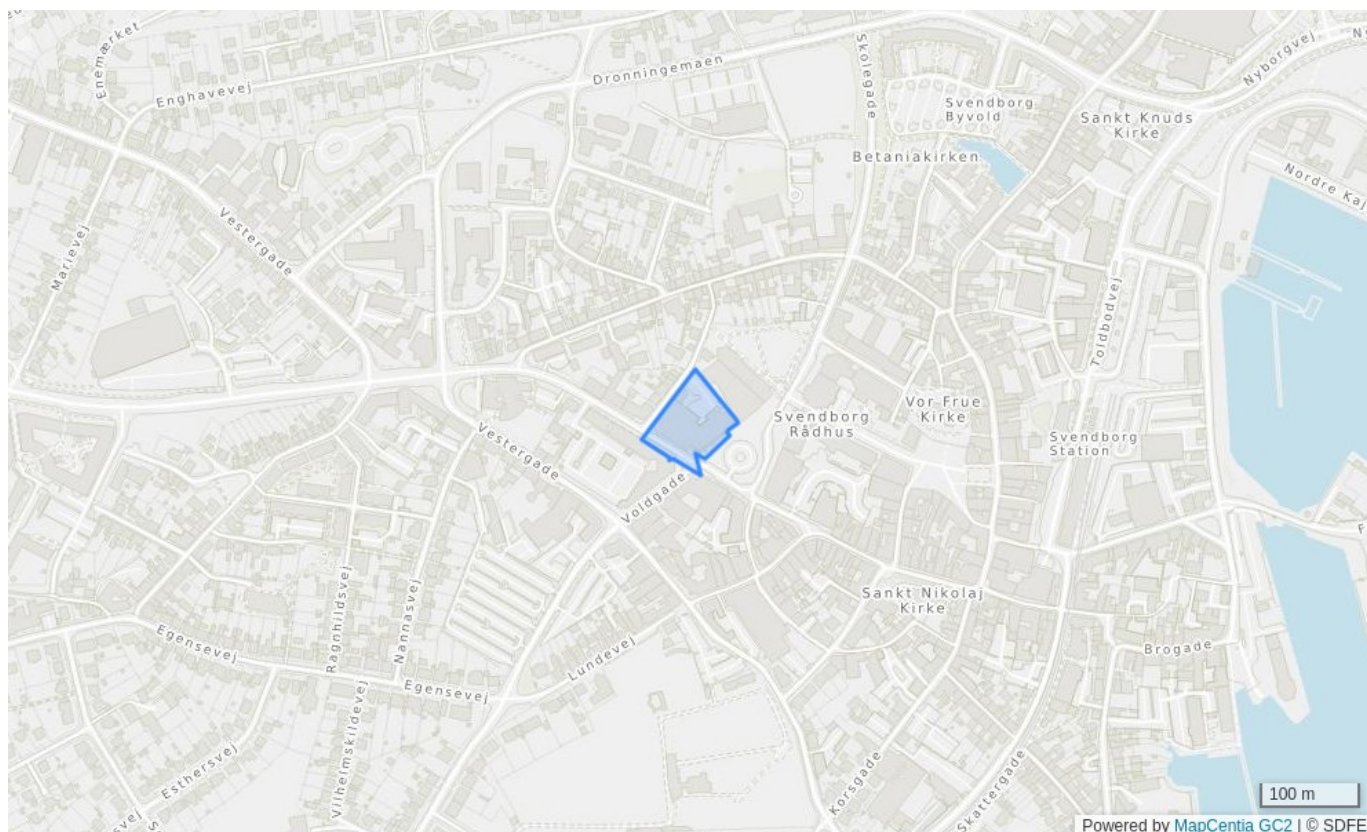 Enemærket
Enghavevej
Dronningemaen
Skolegade
Nyborgvej
Svendborg
Byvold
Sankt Knuds
Kirke
Betaniakirken
Nordre Kaj
Marievej
Vestergade
Toldbodvej
Vor Frue
Kirke
Svendborg
Rådhus
Svendborg
Station
Vestergade
Voldgade
Sankt Nikolaj
Kirke
Brogade
Egensevej
Ragnhildsvej
Nannasvej
Lundevej
Egensevej
Esthersvej
Vilhelmskildevej
Korsgade
Skattergade
100 m
Powered by MapCentia GC2 | © SDFE